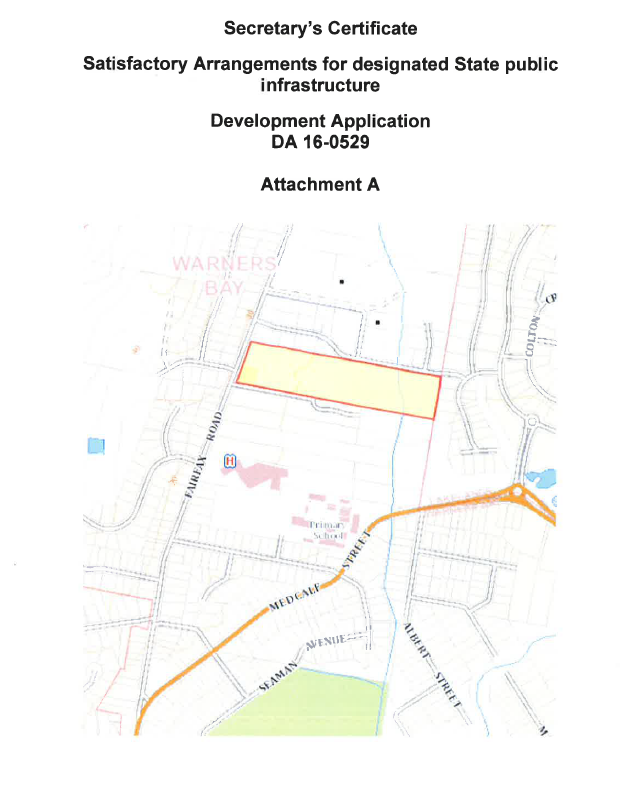 Secretary's Certificate
Satisfactory Arrangements for designated State public
infrastructure
Development Application
DA 16-0529
Attachment A
WARNERS
BAY
COLTON
FAIRFAX ROAD
H
Primary
School
MEDCALF STREET
AVENUE
SEAMAN
ALBERT STREET